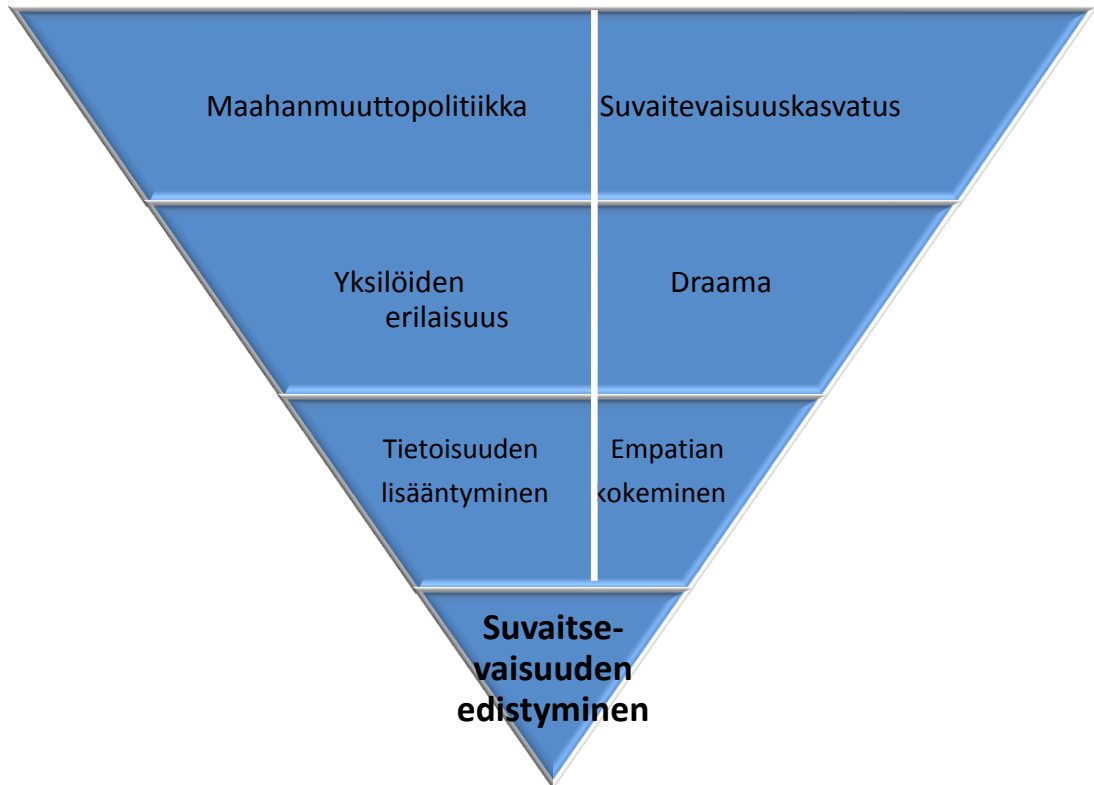 Maahanmuuttopolitiikka
Suvaitevaisuuskasvatus
Yksilöiden
erilaisuus
Draama
Tietoisuuden
lisääntyminen
Empatian
kokeminen
Suvaitse-
vaisuuden
edistyminen